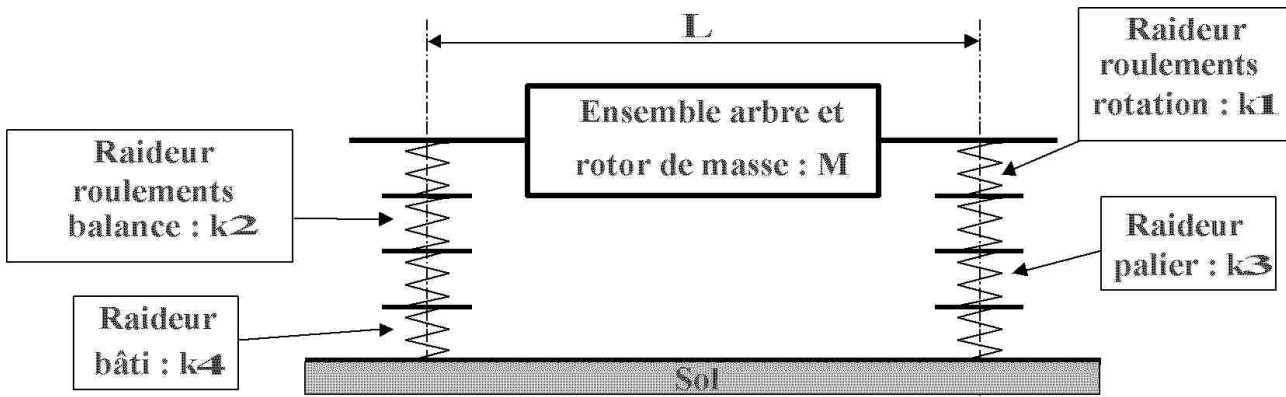 L
Raideur
roulements
rotation : k1
Ensemble arbre et
rotor de masse : M
Raideur
roulements
balance : k2
Raideur
palier : k3
Raideur
bâti : k4
Sol